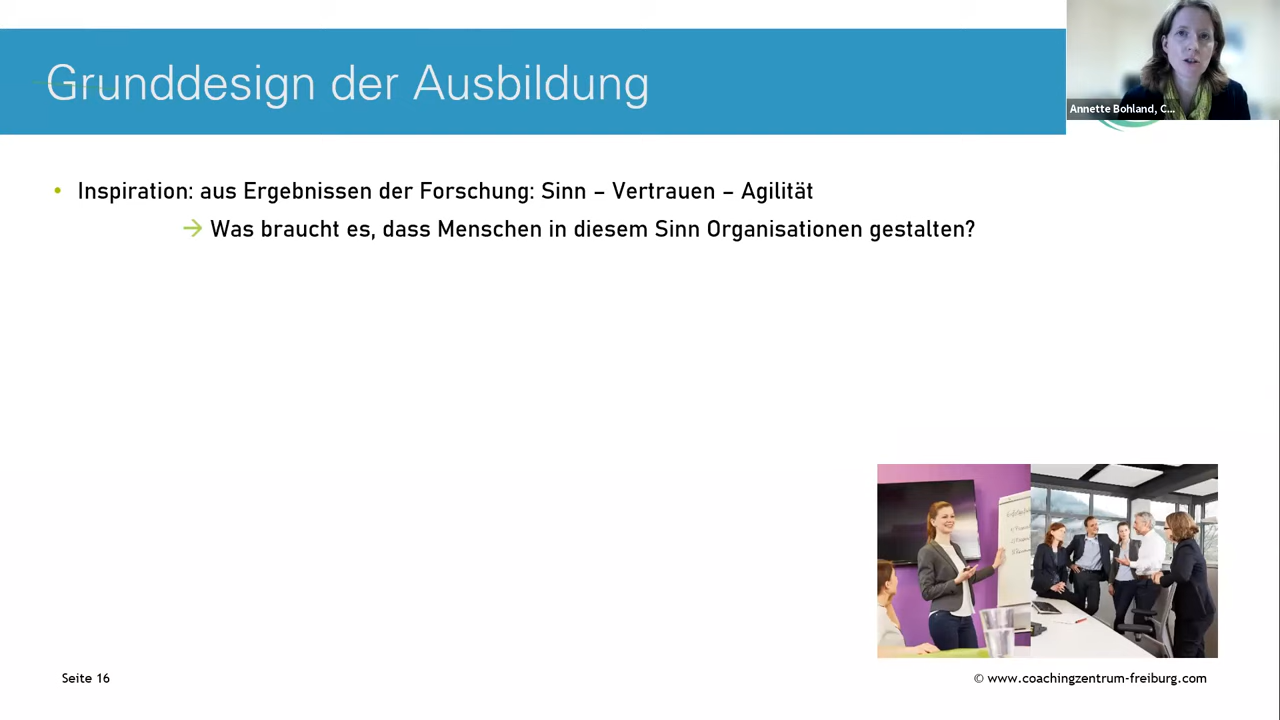 Grunddesign der Ausbildung
Annette Bohland, C...
• Inspiration: aus Ergebnissen der Forschung: Sinn – Vertrauen – Agilität
→ Was braucht es, dass Menschen in diesem Sinn Organisationen gestalten?
Seite 16
© www.coachingzentrum-freiburg.com